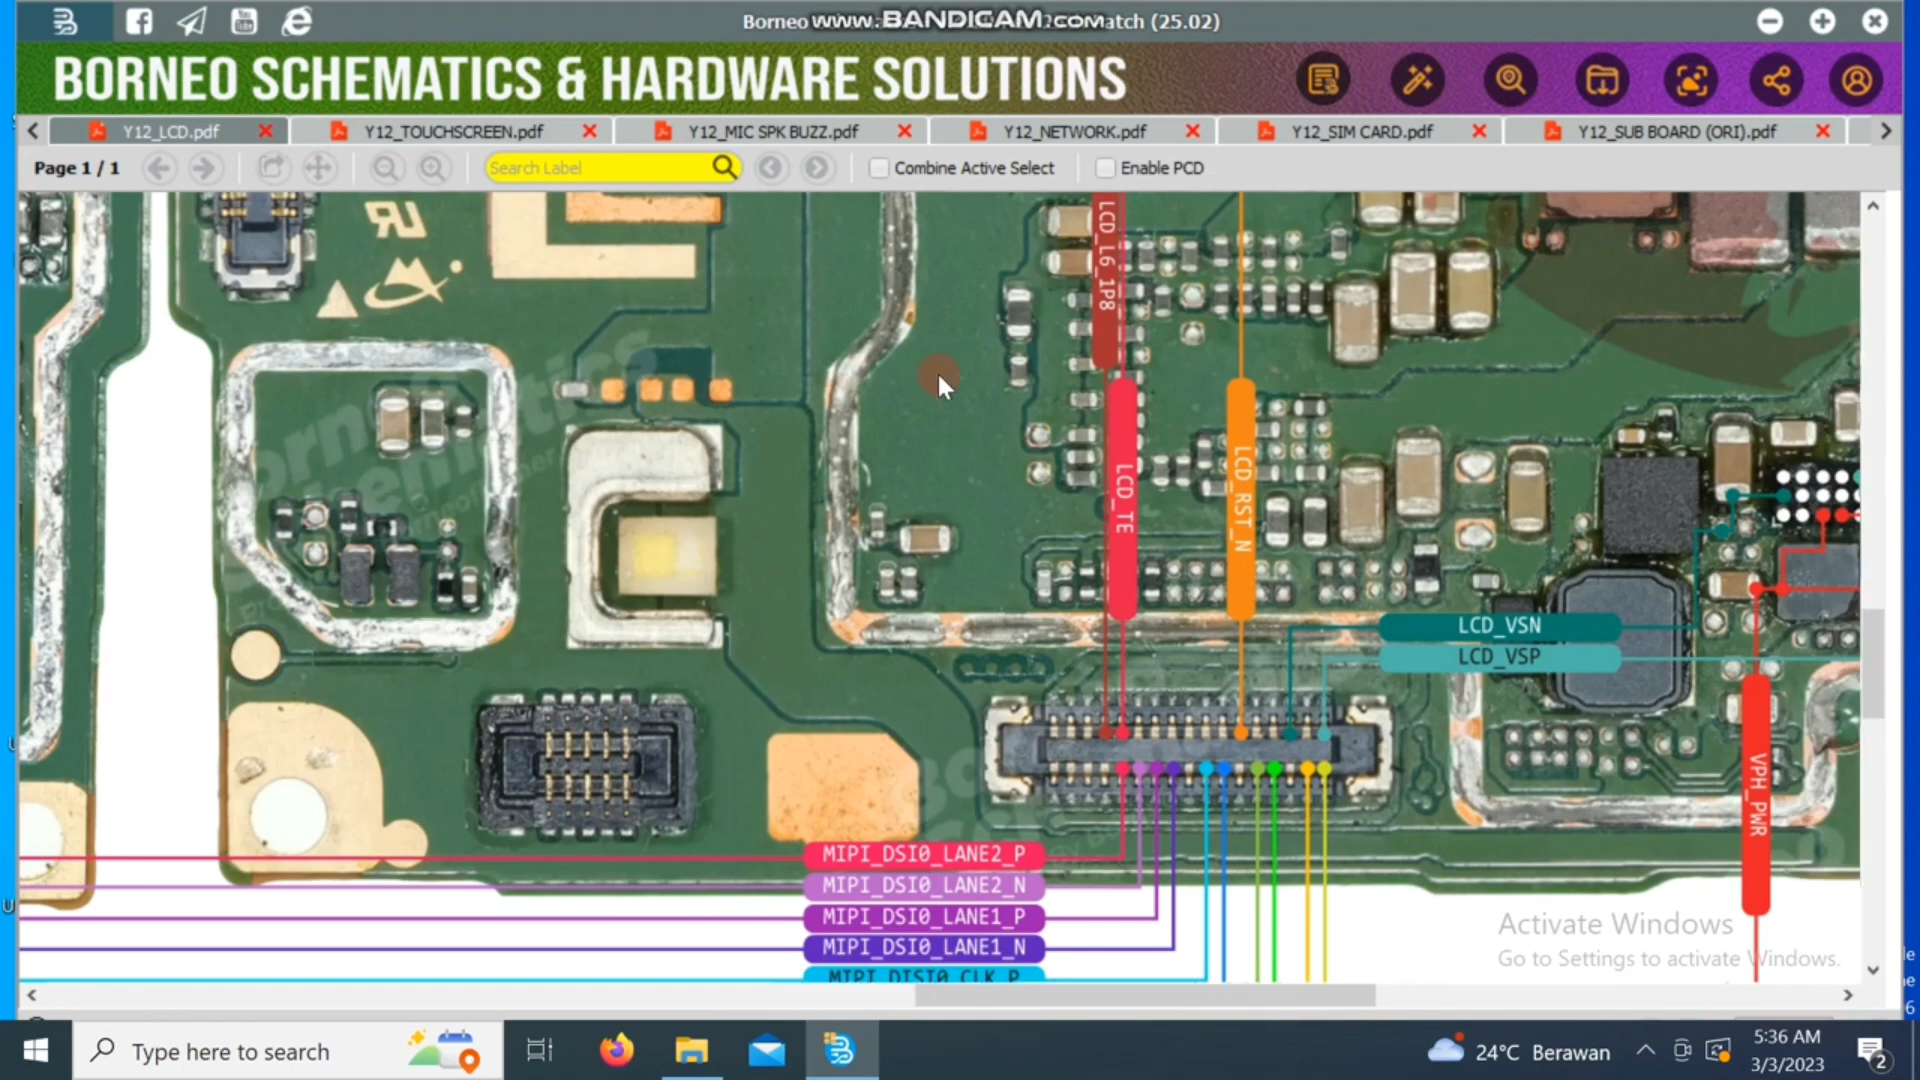 Borneo www.BANDICAM.COM atch (25.02)
BORNEO SCHEMATICS & HARDWARE SOLUTIONS
Y12_LCD.pdf
Y12_TOUCHSCREEN.pdf
Y12_MIC SPK BUZZ.pdf
Y12_NETWORK.pdf
Y12_SIM CARD.pdf
Y12_SUB BOARD (ORI).pdf
Page 1 / 1
Search Label
Combine Active Select
Enable PCD
LCD_L6_1P8
LCD_TE
LCD_RST_N
LCD_VSN
LCD_VSP
VPH_PWR
MIPI_DSI0_LANE2_P
MIPI_DSI0_LANE2_N
MIPI_DSI0_LANE1_P
MIPI_DSI0_LANE1_N
MIPI_DISI0_CLK_P
Activate Windows
Go to Settings to activate Windows.
Type here to search
24°C Berawan
5:36 AM
3/3/2023
2